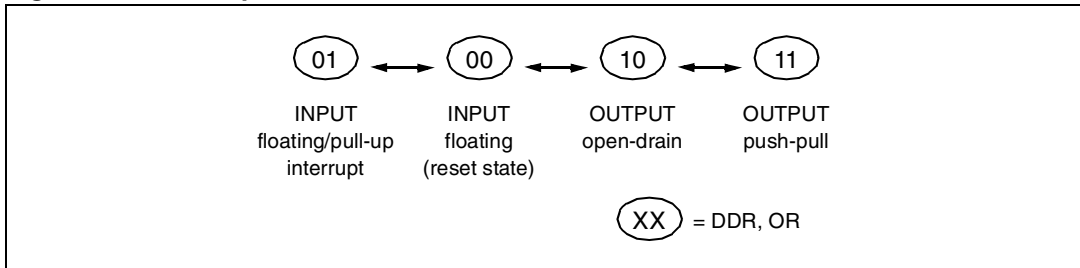 01 00 10 11
INPUT INPUT OUTPUT OUTPUT
floating/pull-up floating open-drain push-pull
interrupt (reset state)
XX = DDR, OR